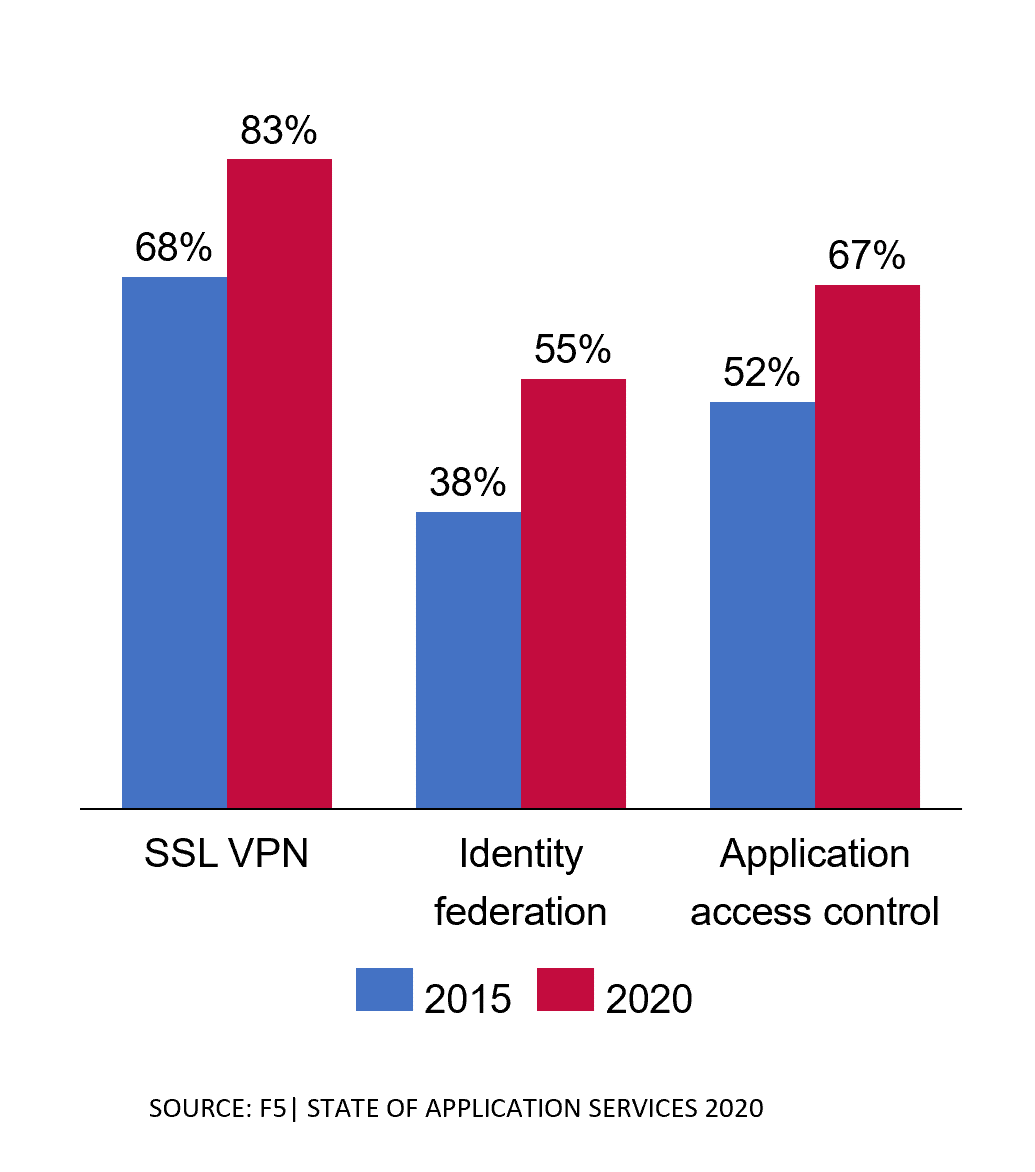 83%
68%
67%
55%
52%
38%
SSL VPN
Identity
federation
Application
access control
2015
2020
SOURCE: F5| STATE OF APPLICATION SERVICES 2020